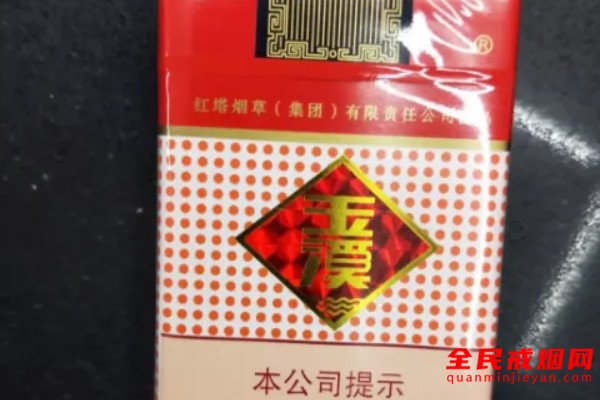 ®
红塔烟草（集团）有限责任公司
玉溪
本公司提示
全民戒烟网
quanminjieyan.com